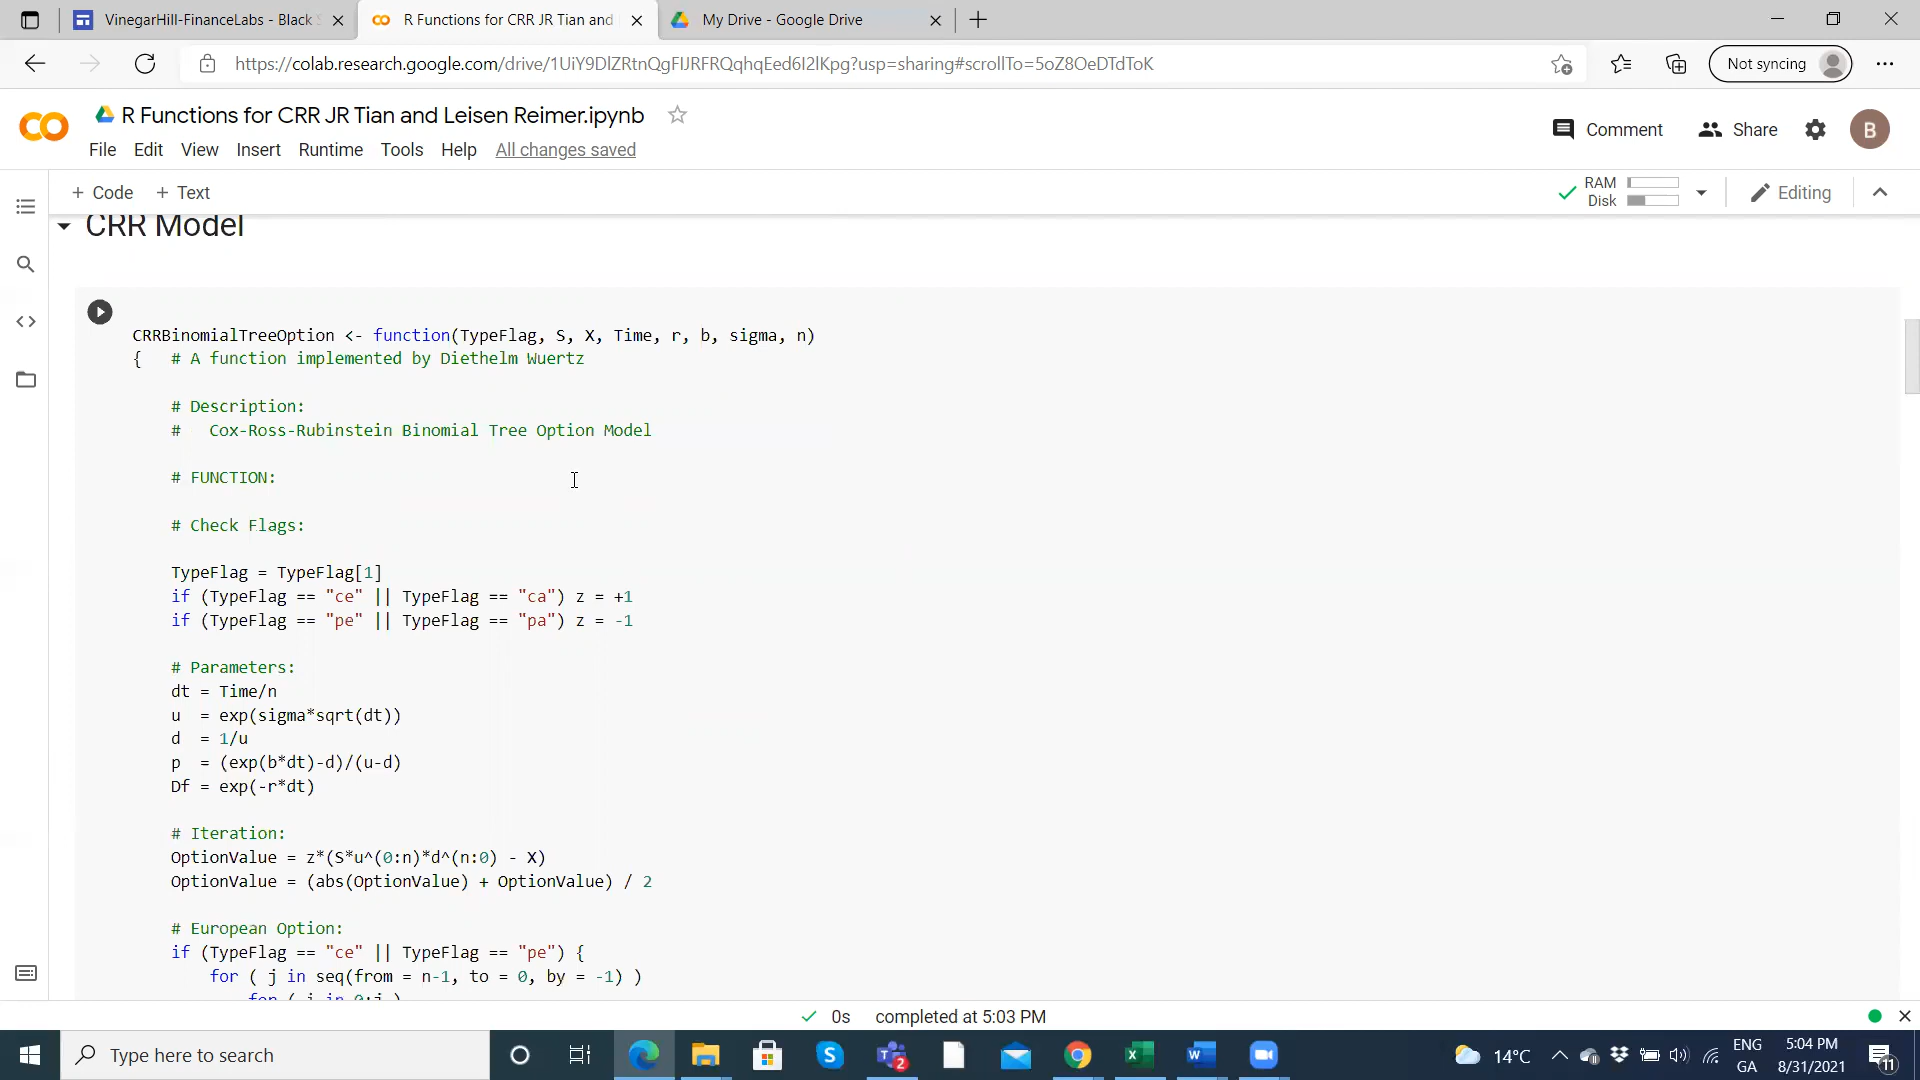 VinegarHill-FinanceLabs - Black S
R Functions for CRR JR Tian and
My Drive - Google Drive
https://colab.research.google.com/drive/1UiY9DlZRtnQgFIJRFRQqhqEed6I2lKpg?usp=sharing#scrollTo=5oZ8OeDTdToK
Not syncing
R Functions for CRR JR Tian and Leisen Reimer.ipynb
Comment
Share
B
File Edit View Insert Runtime Tools Help All changes saved
+ Code + Text
RAM
Disk
Editing
CRR Model
CRRBinomialTreeOption <- function(TypeFlag, S, X, Time, r, b, sigma, n)
{ # A function implemented by Diethelm Wuertz
# Description:
# Cox-Ross-Rubinstein Binomial Tree Option Model
# FUNCTION:
# Check Flags:
TypeFlag = TypeFlag[1]
if (TypeFlag == "ce" || TypeFlag == "ca") z = +1
if (TypeFlag == "pe" || TypeFlag == "pa") z = -1
# Parameters:
dt = Time/n
u = exp(sigma*sqrt(dt))
d = 1/u
p = (exp(b*dt)-d)/(u-d)
Df = exp(-r*dt)
# Iteration:
OptionValue = z*(S*u^(0:n)*d^(n:0) - X)
OptionValue = (abs(OptionValue) + OptionValue) / 2
# European Option:
if (TypeFlag == "ce" || TypeFlag == "pe") {
for ( j in seq(from = n-1, to = 0, by = -1) )
for ( i in 0:j )
0s completed at 5:03 PM
Type here to search
2
14°C
ENG
GA
5:04 PM
8/31/2021
11